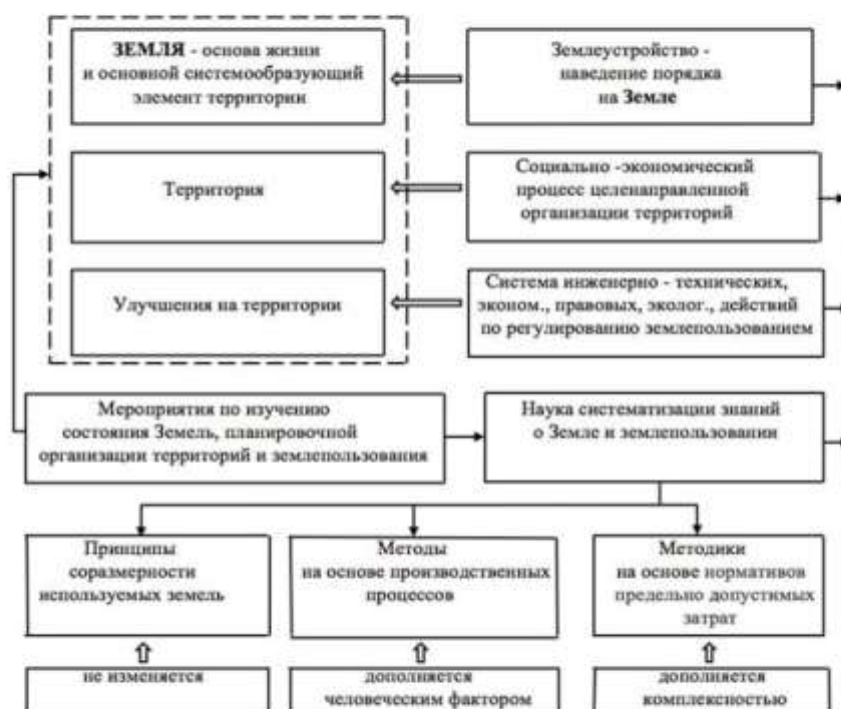 ЗЕМЛЯ - основа жизни
и основной системообразующий
элемент территории
Землеустройство -
наведение порядка
на Земле
Территория
Социально -экономический
процесс целенаправленной
организации территорий
Улучшения на территории
Система инженерно - технических,
эконом., правовых, эколог., действий
по регулированию землепользованием
Мероприятия по изучению
состояния Земель, планировочной
организации территорий и землепользования
Наука систематизации знаний
о Земле и землепользовании
Принципы
соразмерности
используемых земель
Методы
на основе производственных
процессов
Методики
на основе нормативов
предельно допустимых
затрат
не изменяется
дополняется
человеческим фактором
дополняется
комплексностью